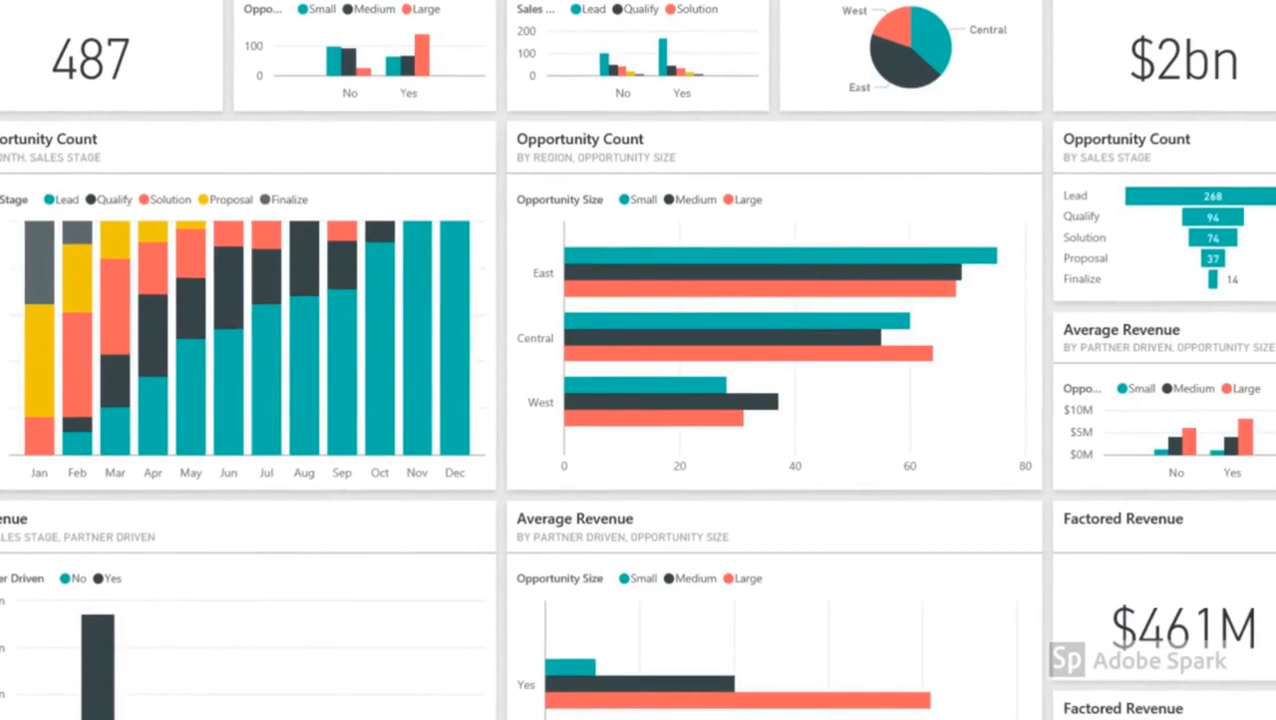 487
Oppo... Small Medium Large
100
0
No Yes
Sales ... Lead Qualify Solution
200
100
0
No Yes
West
Central
East
$2bn
ortunity Count
ONTH, SALES STAGE
Stage Lead Qualify Solution Proposal Finalize
Jan Feb Mar Apr May Jun Jul Aug Sep Oct Nov Dec
Opportunity Count
BY REGION, OPPORTUNITY SIZE
Opportunity Size Small Medium Large
East
Central
West
0 20 40 60 80
Opportunity Count
BY SALES STAGE
Lead 268
Qualify 94
Solution 74
Proposal 37
Finalize 14
Average Revenue
BY PARTNER DRIVEN, OPPORTUNITY SIZE
Oppo... Small Medium Large
$10M
$5M
$0M
No Yes
enue
LES STAGE, PARTNER DRIVEN
er Driven No Yes
n
n
n
Average Revenue
BY PARTNER DRIVEN, OPPORTUNITY SIZE
Opportunity Size Small Medium Large
Yes
Factored Revenue
$461M
Sp Adobe Spark
Factored Revenue